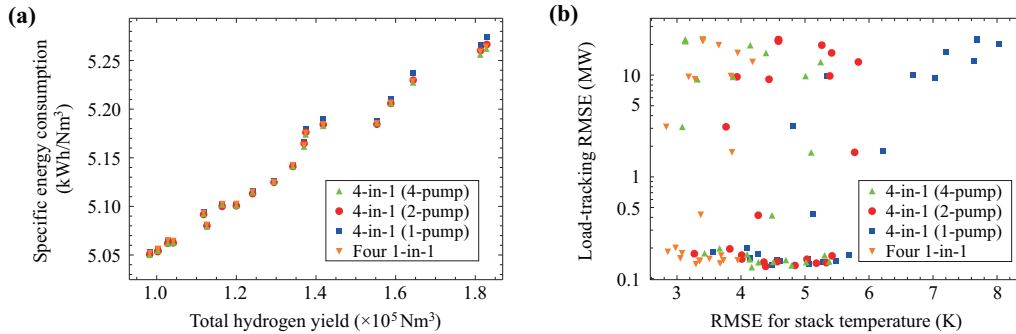 (a)
5.25
5.20
5.15
5.10
5.05
Specific energy consumption
(kWh/Nm³)
4-in-1 (4-pump)
4-in-1 (2-pump)
4-in-1 (1-pump)
Four 1-in-1
1.0
1.2
1.4
1.6
1.8
Total hydrogen yield (×10⁵ Nm³)
(b)
10
5
1
0.5
0.1
Load-tracking RMSE (MW)
4-in-1 (4-pump)
4-in-1 (2-pump)
4-in-1 (1-pump)
Four 1-in-1
3
4
5
6
7
8
RMSE for stack temperature (K)